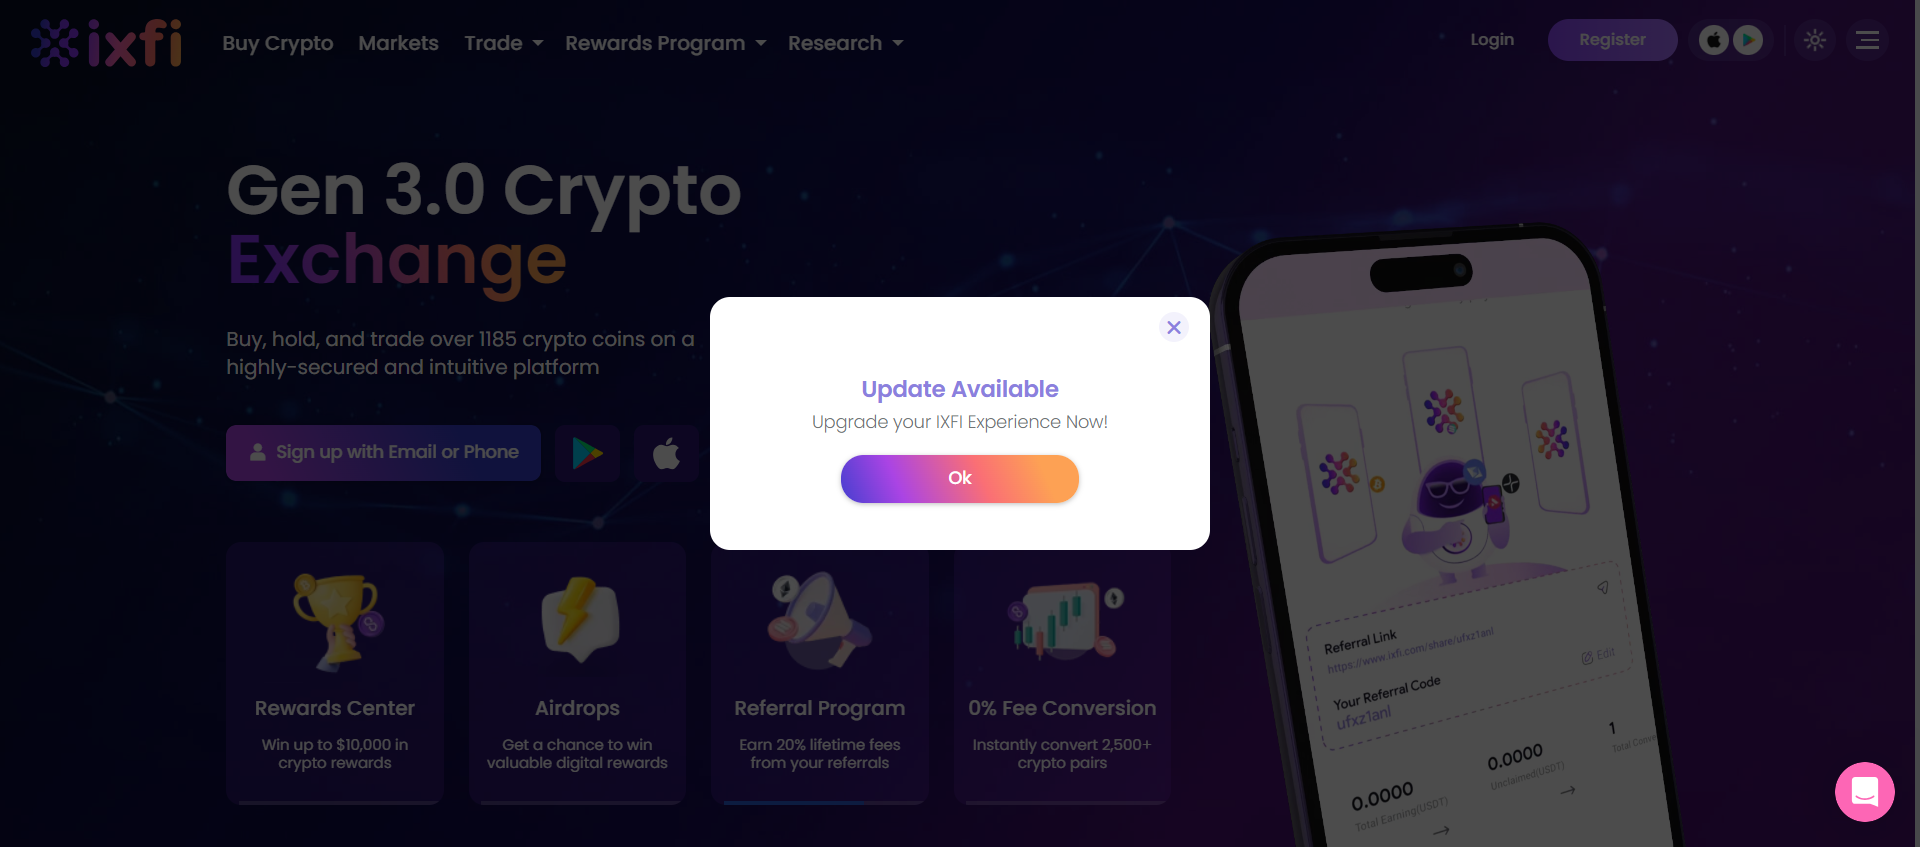 ixfi
Buy Crypto
Markets
Trade
Rewards Program
Research
Login
Register
Gen 3.0 Crypto
Exchange
Buy, hold, and trade over 1185 crypto coins on a
highly-secured and intuitive platform
Sign up with Email or Phone
Update Available
Upgrade your IXFI Experience Now!
Ok
Rewards Center
Win up to $10,000 in
crypto rewards
Airdrops
Get a chance to win
valuable digital rewards
Referral Program
Earn 20% lifetime fees
from your referrals
0% Fee Conversion
Instantly convert 2,500+
crypto pairs
Referral Link
https://www.ixfi.com/share/ufxz1anl
Edit
Your Referral Code
ufxz1anl
0.0000
Total Earning(USDT)
0.0000
Unclaimed(USDT)
1
Total Conve